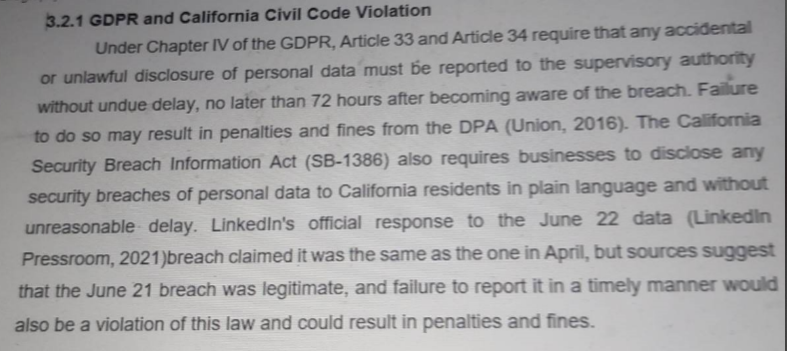 3.2.1 GDPR and California Civil Code Violation
Under Chapter IV of the GDPR, Article 33 and Article 34 require that any accidental
or unlawful disclosure of personal data must be reported to the supervisory authority
without undue delay, no later than 72 hours after becoming aware of the breach. Failure
to do so may result in penalties and fines from the DPA (Union, 2016). The California
Security Breach Information Act (SB-1386) also requires businesses to disclose any
security breaches of personal data to California residents in plain language and without
unreasonable delay. LinkedIn's official response to the June 22 data (LinkedIn
Pressroom, 2021)breach claimed it was the same as the one in April, but sources suggest
that the June 21 breach was legitimate, and failure to report it in a timely manner would
also be a violation of this law and could result in penalties and fines.